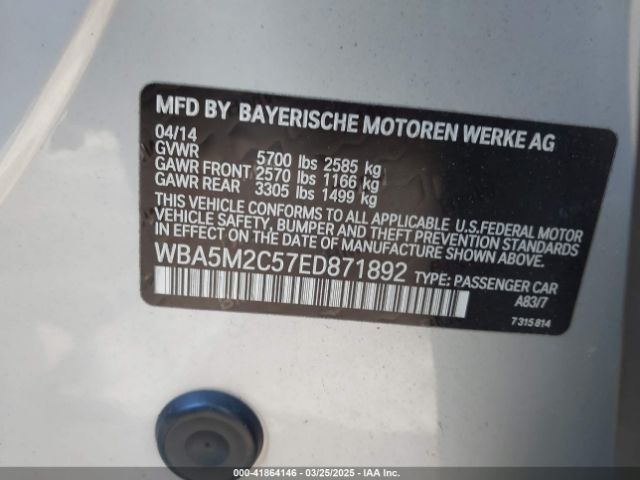 MFD BY BAYERISCHE MOTOREN WERKE AG
04/14
GVWR 5700 lbs 2585 kg
GAWR FRONT 2570 lbs 1166 kg
GAWR REAR 3305 lbs 1499 kg
THIS VEHICLE CONFORMS TO ALL APPLICABLE U.S.FEDERAL MOTOR
VEHICLE SAFETY, BUMPER, AND THEFT PREVENTION STANDARDS
IN EFFECT ON THE DATE OF MANUFACTURE SHOWN ABOVE.
WBA5M2C57ED871892 TYPE: PASSENGER CAR
A83/7
7315814
000-41864146 - 03/25/2025 - IAA Inc.